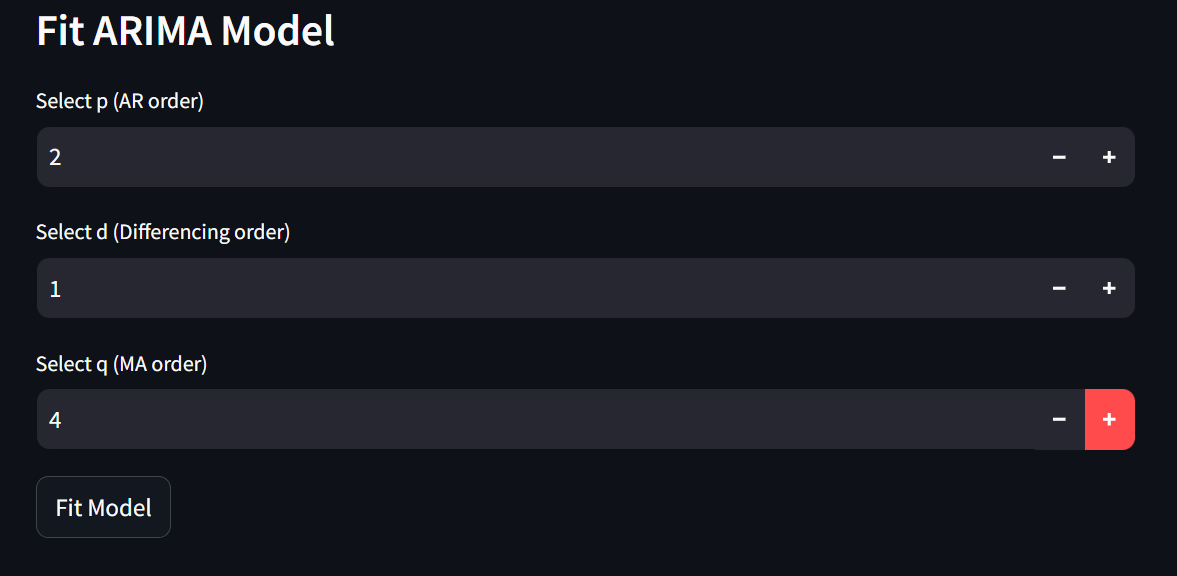 Fit ARIMA Model
Select p (AR order)
2
− +
Select d (Differencing order)
1
− +
Select q (MA order)
4
− +
Fit Model